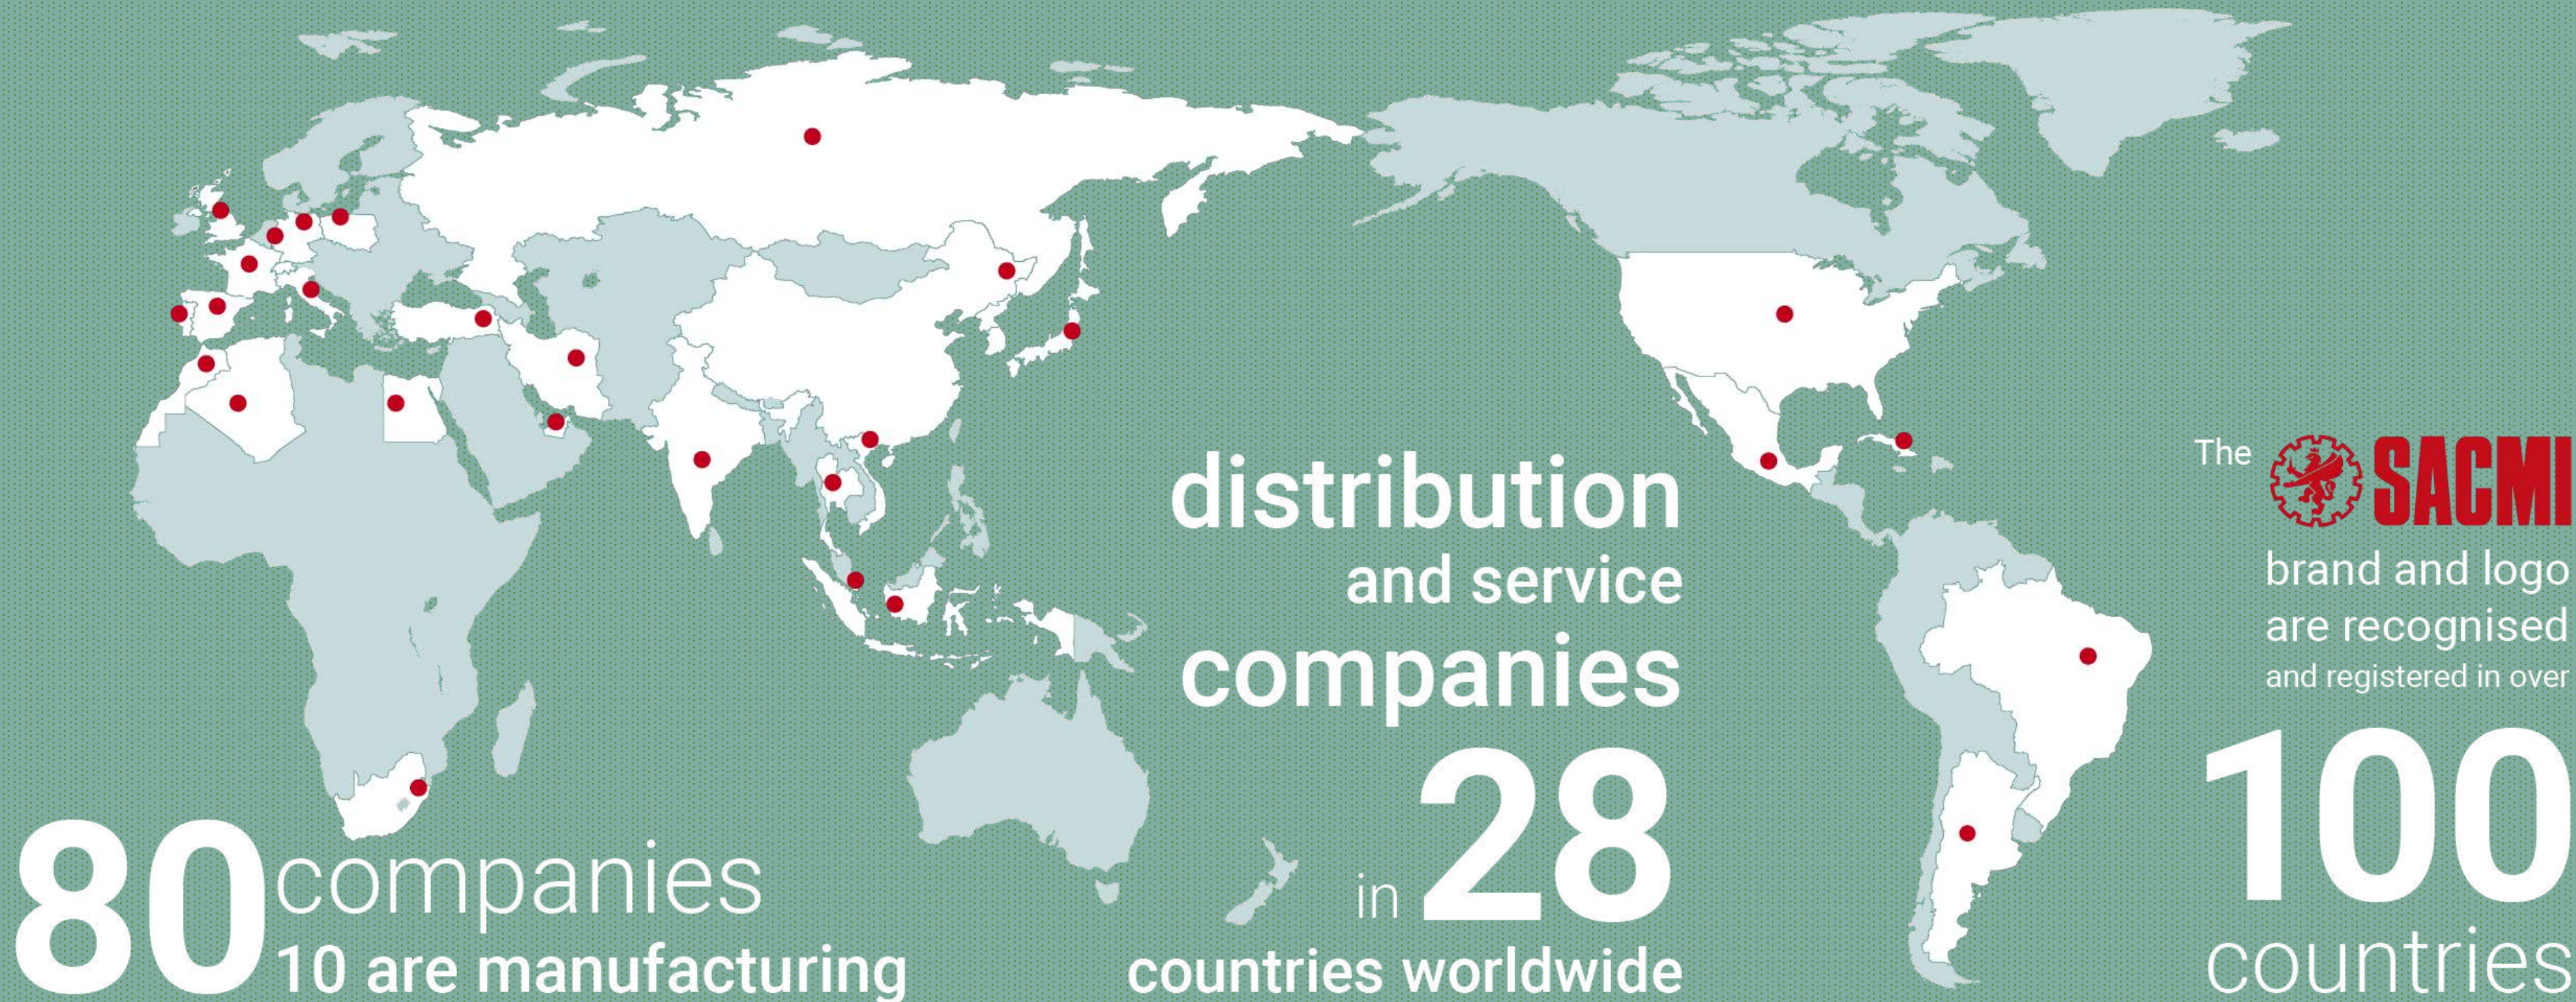 distribution
and service
companies
in 28
countries worldwide
The SACMI
brand and logo
are recognised
and registered in over
100
countries
80 companies
10 are manufacturing